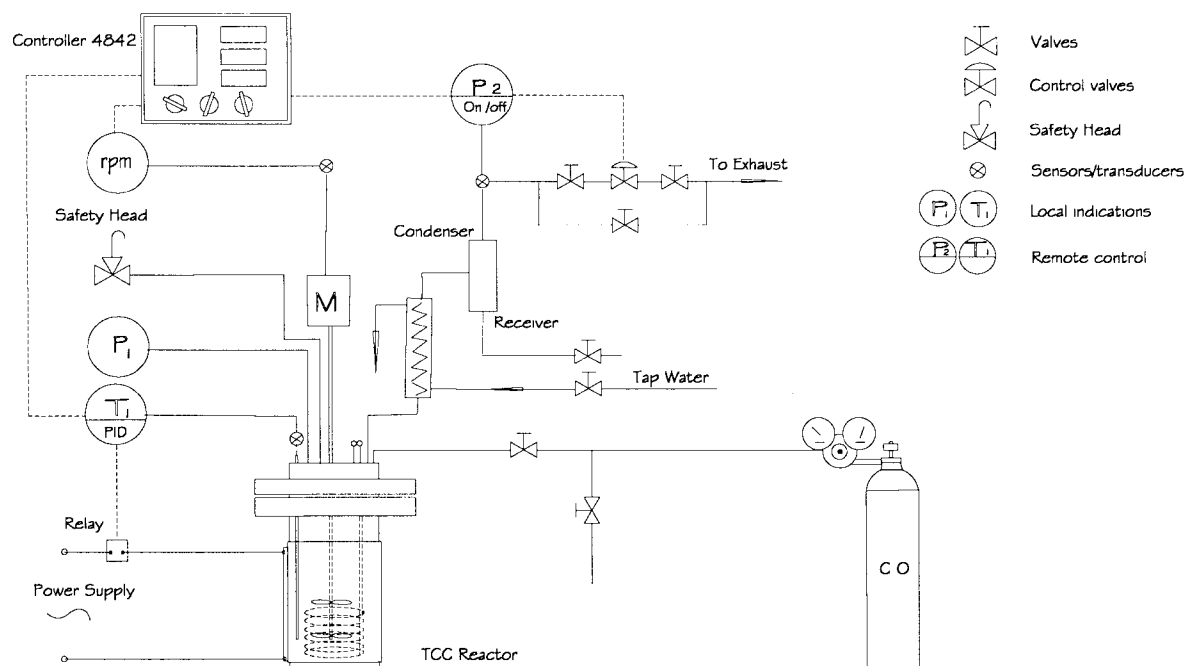 Controller 4842
P2
On/off
rpm
To Exhaust
Safety Head
Condenser
M
Receiver
P1
Tap Water
T1
PID
Relay
Power Supply
CO
TCC Reactor
Valves
Control valves
Safety Head
Sensors/transducers
P1 T1
Local indications
P2 T1
Remote control